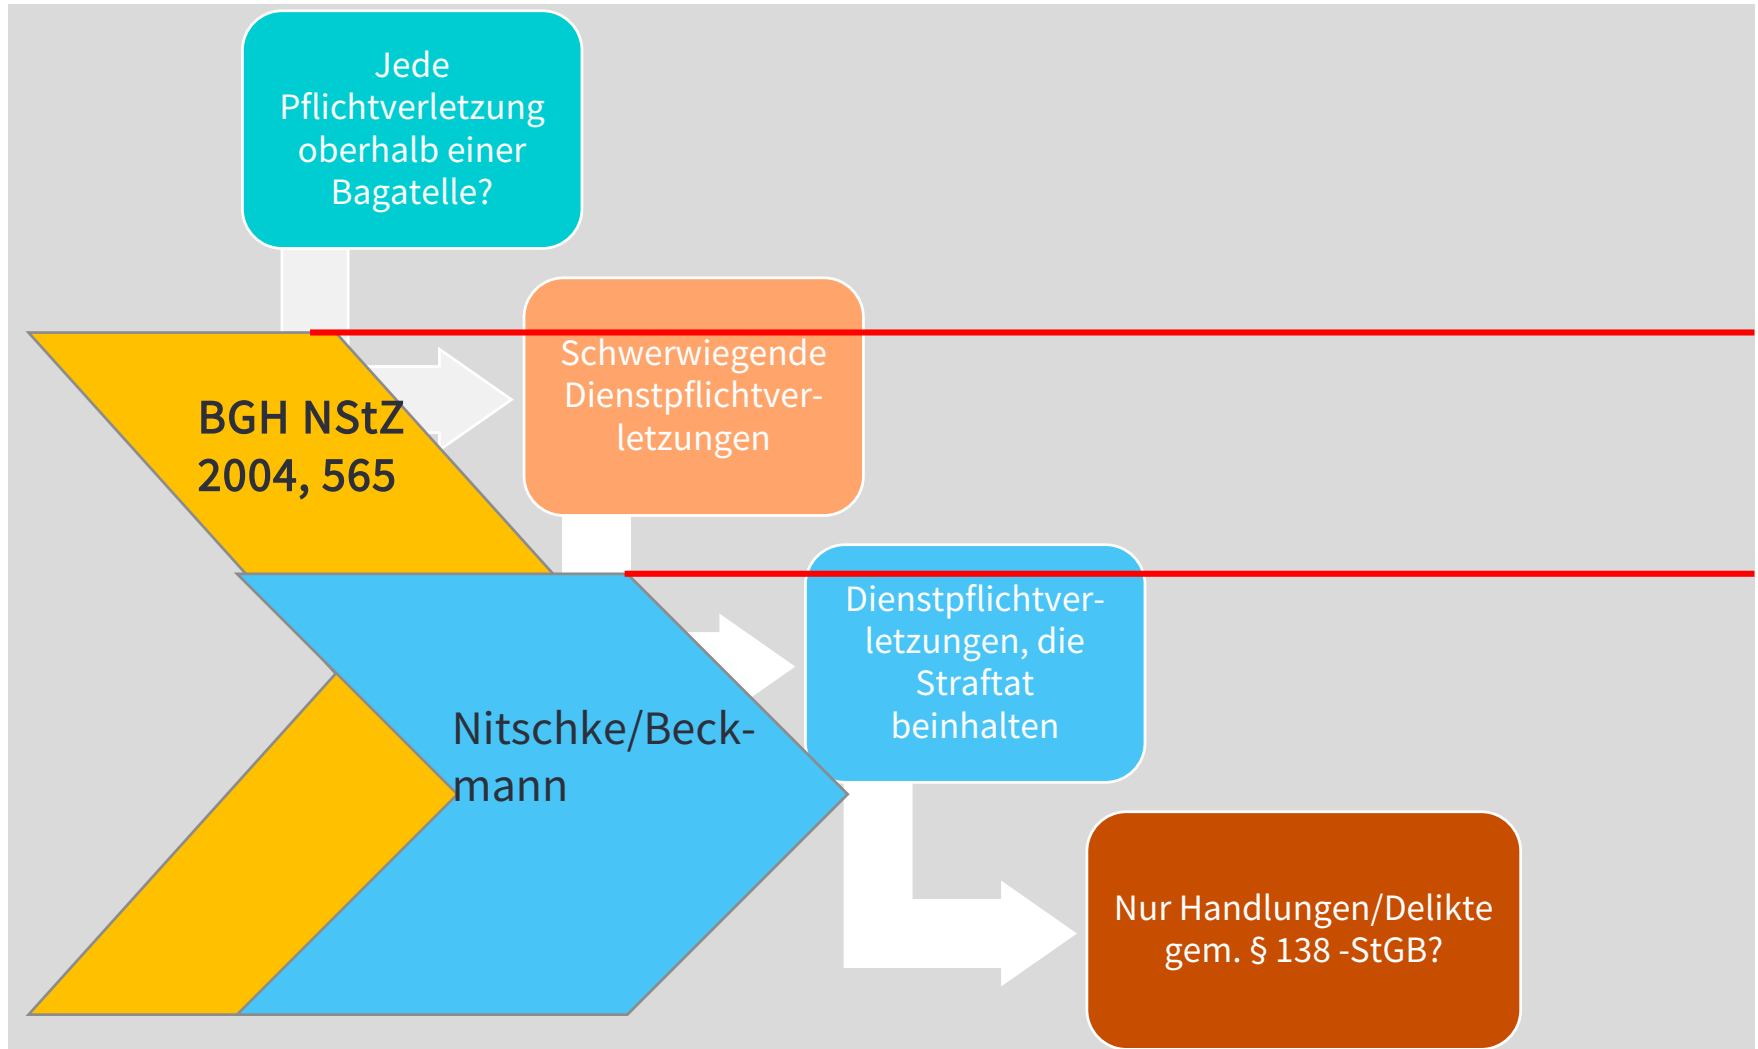 Jede
Pflichtverletzung
oberhalb einer
Bagatelle?
Schwerwiegende
Dienstpflichtver-
letzungen
BGH NStZ
2004, 565
Dienstpflichtver-
letzungen, die
Straftat
beinhalten
Nitschke/Beck-
mann
Nur Handlungen/Delikte
gem. § 138 -StGB?